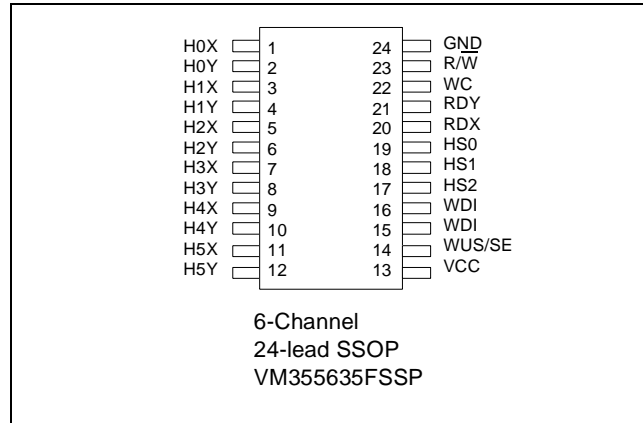 H0X 1 24 GND
H0Y 2 23 R/W̅
H1X 3 22 WC
H1Y 4 21 RDY
H2X 5 20 RDX
H2Y 6 19 HS0
H3X 7 18 HS1
H3Y 8 17 HS2
H4X 9 16 WDI
H4Y 10 15 WDI
H5X 11 14 WUS/SE
H5Y 12 13 VCC
6-Channel
24-lead SSOP
VM355635FSSP